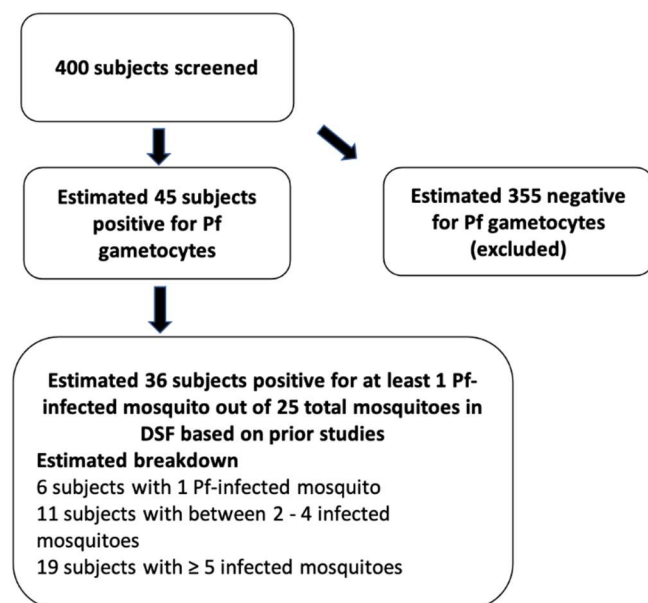 400 subjects screened
Estimated 45 subjects
positive for Pf
gametocytes
Estimated 355 negative
for Pf gametocytes
(excluded)
Estimated 36 subjects positive for at least 1 Pf-
infected mosquito out of 25 total mosquitoes in
DSF based on prior studies
Estimated breakdown
6 subjects with 1 Pf-infected mosquito
11 subjects with between 2 - 4 infected
mosquitoes
19 subjects with ≥ 5 infected mosquitoes